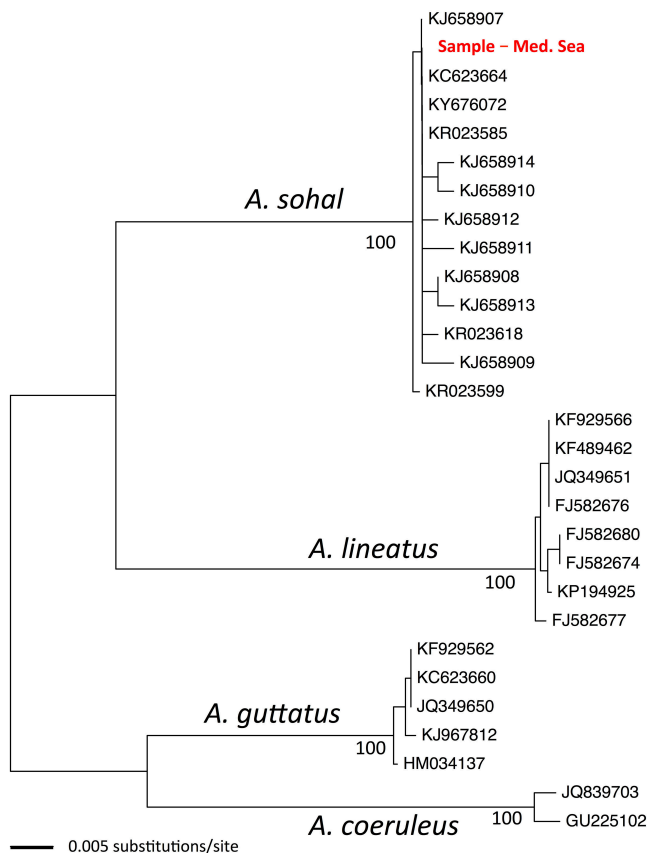 KJ658907
Sample – Med. Sea
KC623664
KY676072
KR023585
KJ658914
KJ658910
A. sohal
KJ658912
100
KJ658911
KJ658908
KJ658913
KR023618
KJ658909
KR023599
KF929566
KF489462
JQ349651
FJ582676
FJ582680
A. lineatus
FJ582674
100
KP194925
FJ582677
KF929562
KC623660
JQ349650
A. guttatus
KJ967812
100
HM034137
JQ839703
100
GU225102
A. coeruleus
0.005 substitutions/site